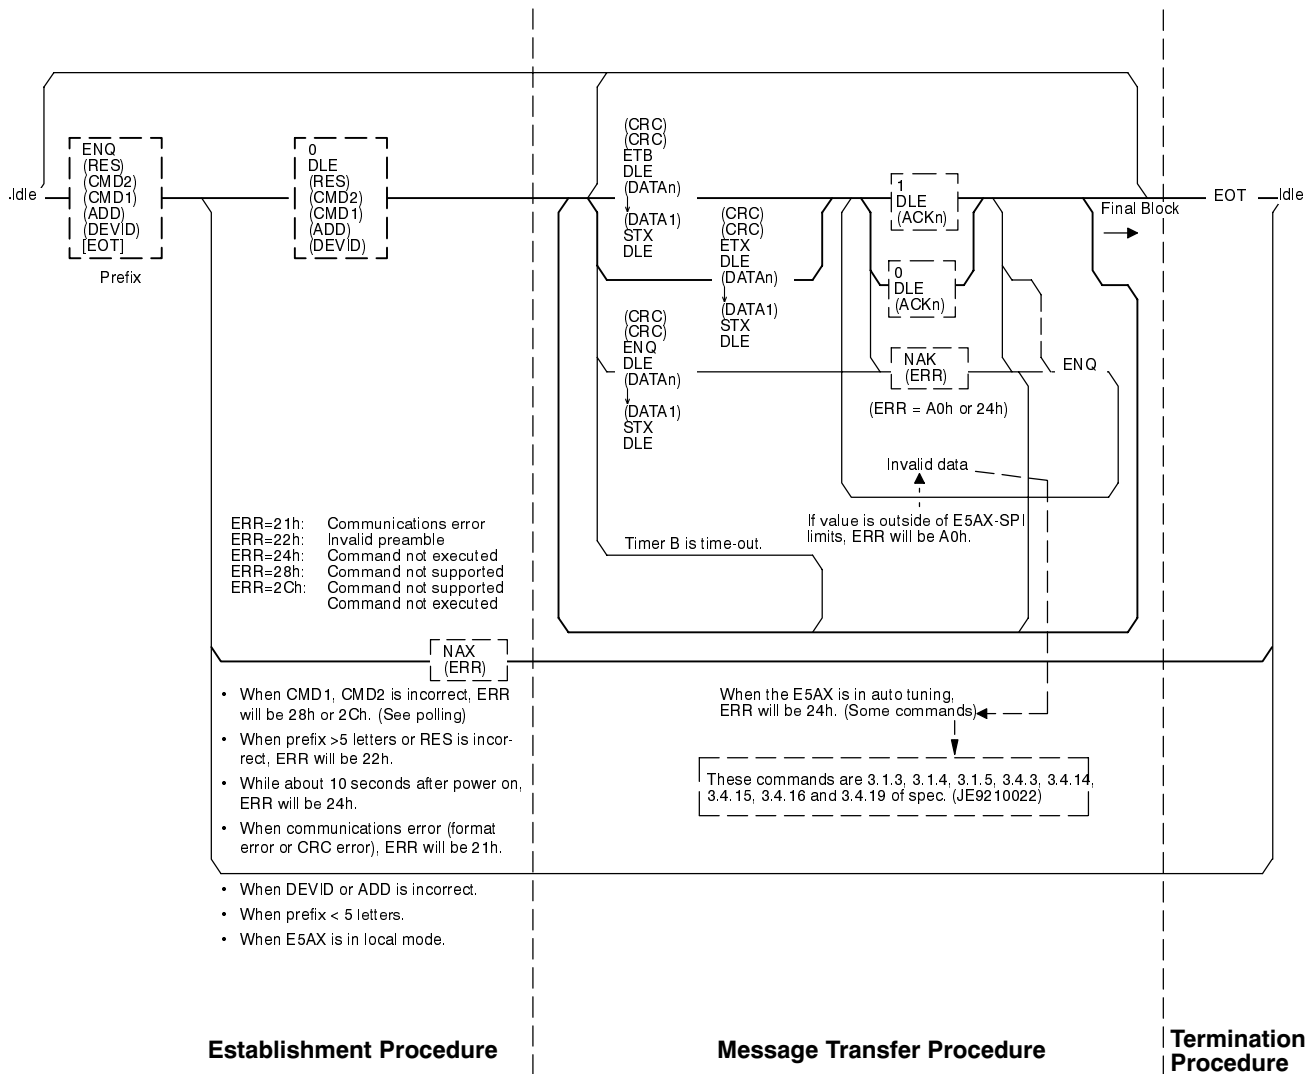 .Idle
ENQ
(RES)
(CMD2)
(CMD1)
(ADD)
(DEVID)
[EOT]
Prefix
0
DLE
(RES)
(CMD2)
(CMD1)
(ADD)
(DEVID)
(CRC)
(CRC)
ETB
DLE
(DATAn)
(DATA1)
STX
DLE
(CRC)
(CRC)
ETX
DLE
(DATAn)
(DATA1)
STX
DLE
(CRC)
(CRC)
ENQ
DLE
(DATAn)
(DATA1)
STX
DLE
1
DLE
(ACKn)
0
DLE
(ACKn)
NAK
(ERR)
(ERR = A0h or 24h)
ENQ
Final Block
EOT
Idle
Invalid data
If value is outside of E5AX-SPI
limits, ERR will be A0h.
Timer B is time-out.
ERR=21h: Communications error
ERR=22h: Invalid preamble
ERR=24h: Command not executed
ERR=28h: Command not supported
ERR=2Ch: Command not supported
Command not executed
NAX
(ERR)
• When CMD1, CMD2 is incorrect, ERR
will be 28h or 2Ch. (See polling)
• When prefix >5 letters or RES is incor-
rect, ERR will be 22h.
• While about 10 seconds after power on,
ERR will be 24h.
• When communications error (format
error or CRC error), ERR will be 21h.
• When DEVID or ADD is incorrect.
• When prefix < 5 letters.
• When E5AX is in local mode.
When the E5AX is in auto tuning,
ERR will be 24h. (Some commands)
These commands are 3.1.3, 3.1.4, 3.1.5, 3.4.3, 3.4.14,
3.4.15, 3.4.16 and 3.4.19 of spec. (JE9210022)
Establishment Procedure
Message Transfer Procedure
Termination
Procedure